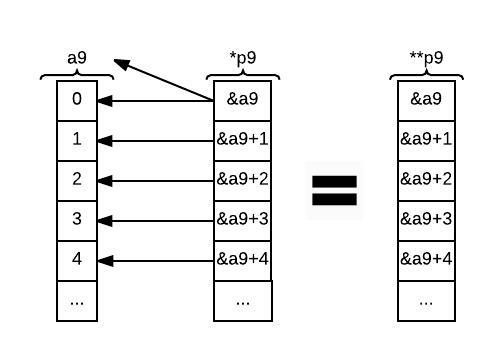 a9 *p9 **p9
0 &a9 &a9
1 &a9+1 &a9+1
2 &a9+2 = &a9+2
3 &a9+3 &a9+3
4 &a9+4 &a9+4
... ... ...